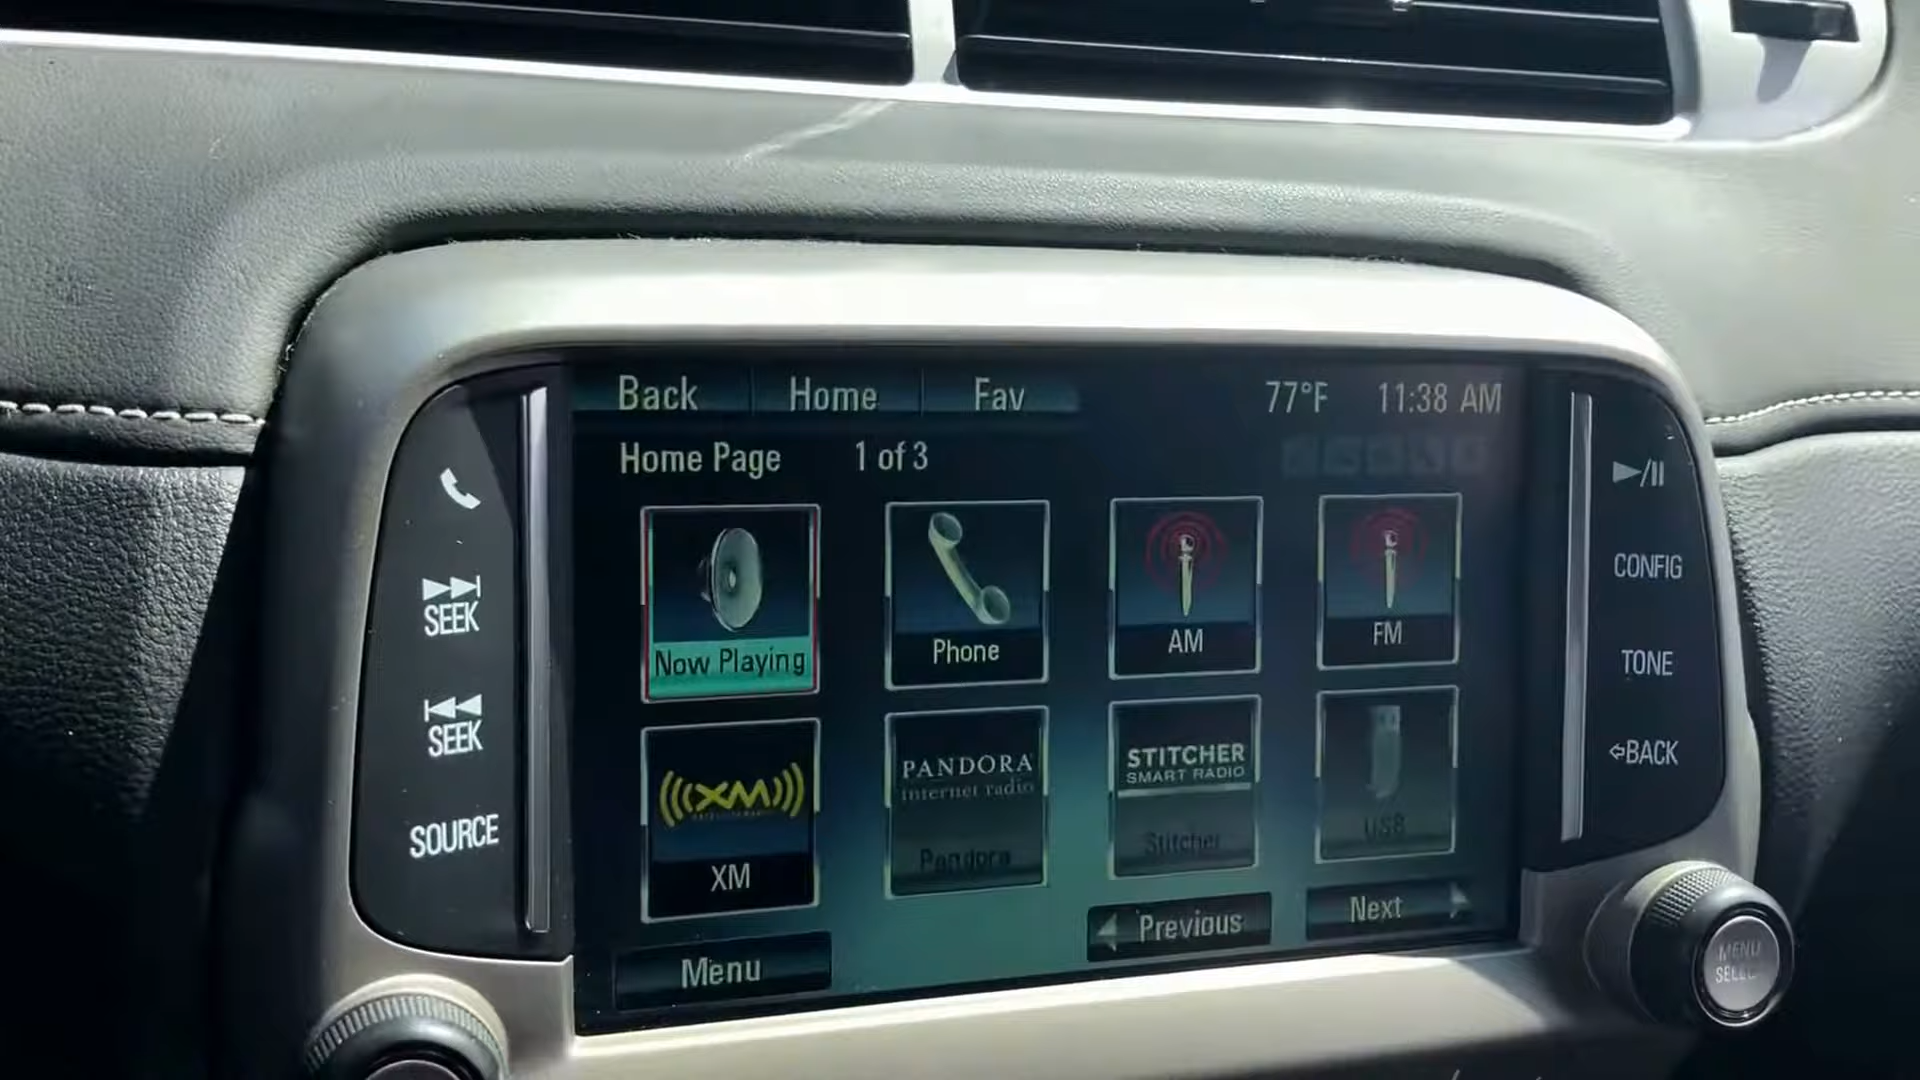 Back Home Fav 77°F 11:38 AM
Home Page 1 of 3
Now Playing Phone AM FM
XM
XM
PANDORA
internet radio
Pandora
STITCHER
SMART RADIO
Stitcher
USB
Menu Previous Next
SEEK
SEEK
SOURCE
CONFIG
TONE
BACK
MENU